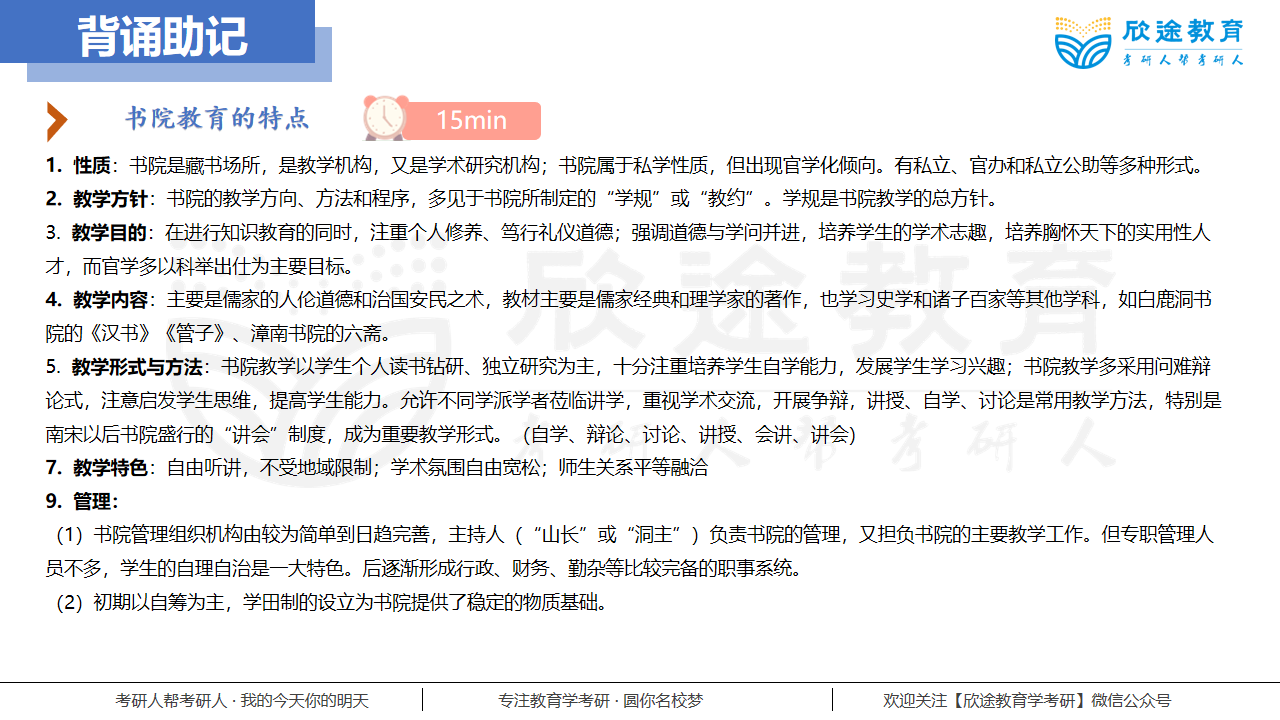 背诵助记
欣途教育
考研人帮考研人
书院教育的特点
15min
1. 性质：书院是藏书场所，是教学机构，又是学术研究机构；书院属于私学性质，但出现官学化倾向。有私立、官办和私立公助等多种形式。
2. 教学方针：书院的教学方向、方法和程序，多见于书院所制定的“学规”或“教约”。学规是书院教学的总方针。
3. 教学目的：在进行知识教育的同时，注重个人修养、笃行礼仪道德；强调道德与学问并进，培养学生的学术志趣，培养胸怀天下的实用性人
才，而官学多以科举出仕为主要目标。
4. 教学内容：主要是儒家的人伦道德和治国安民之术，教材主要是儒家经典和理学家的著作，也学习史学和诸子百家等其他学科，如白鹿洞书
院的《汉书》《管子》、漳南书院的六斋。
5. 教学形式与方法：书院教学以学生个人读书钻研、独立研究为主，十分注重培养学生自学能力，发展学生学习兴趣；书院教学多采用问难辩
论式，注意启发学生思维，提高学生能力。允许不同学派学者莅临讲学，重视学术交流，开展争辩，讲授、自学、讨论是常用教学方法，特别是
南宋以后书院盛行的“讲会”制度，成为重要教学形式。（自学、辩论、讨论、讲授、会讲、讲会）
7. 教学特色：自由听讲，不受地域限制；学术氛围自由宽松；师生关系平等融洽
9. 管理：
（1）书院管理组织机构由较为简单到日趋完善，主持人（“山长”或“洞主”）负责书院的管理，又担负书院的主要教学工作。但专职管理人
员不多，学生的自理自治是一大特色。后逐渐形成行政、财务、勤杂等比较完备的职事系统。
（2）初期以自筹为主，学田制的设立为书院提供了稳定的物质基础。
欣途教育
考研人帮考研人
考研人帮考研人 · 我的今天你的明天
专注教育学考研 · 圆你名校梦
欢迎关注【欣途教育学考研】微信公众号